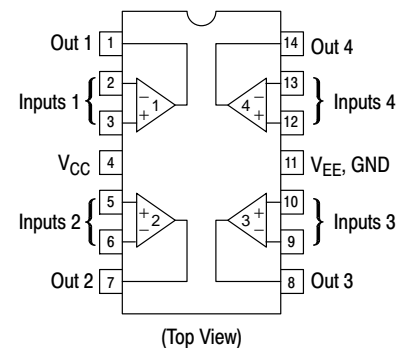 Out 1 1 14 Out 4
2 − 13 −
Inputs 1 { + 1 4 + } Inputs 4
3 12
VCC 4 11 VEE, GND
5 + 10 +
Inputs 2 { − 2 3 − } Inputs 3
6 9
Out 2 7 8 Out 3
(Top View)